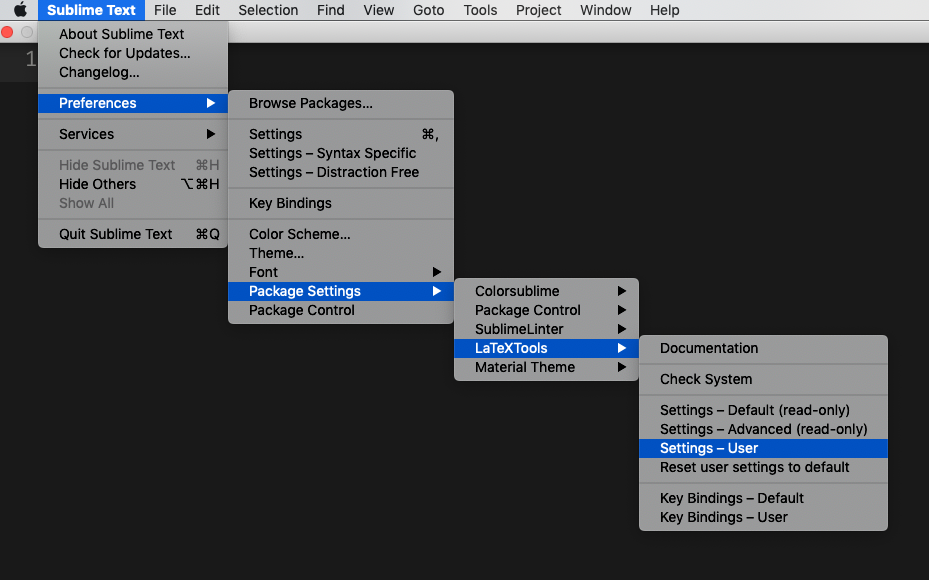 Sublime Text File Edit Selection Find View Goto Tools Project Window Help
1
About Sublime Text
Check for Updates...
Changelog...
Preferences
Services
Hide Sublime Text ⌘H
Hide Others ⌥⌘H
Show All
Quit Sublime Text ⌘Q
Browse Packages...
Settings ⌘,
Settings – Syntax Specific
Settings – Distraction Free
Key Bindings
Color Scheme...
Theme...
Font
Package Settings
Package Control
Colorsublime
Package Control
SublimeLinter
LaTeXTools
Material Theme
Documentation
Check System
Settings – Default (read-only)
Settings – Advanced (read-only)
Settings – User
Reset user settings to default
Key Bindings – Default
Key Bindings – User